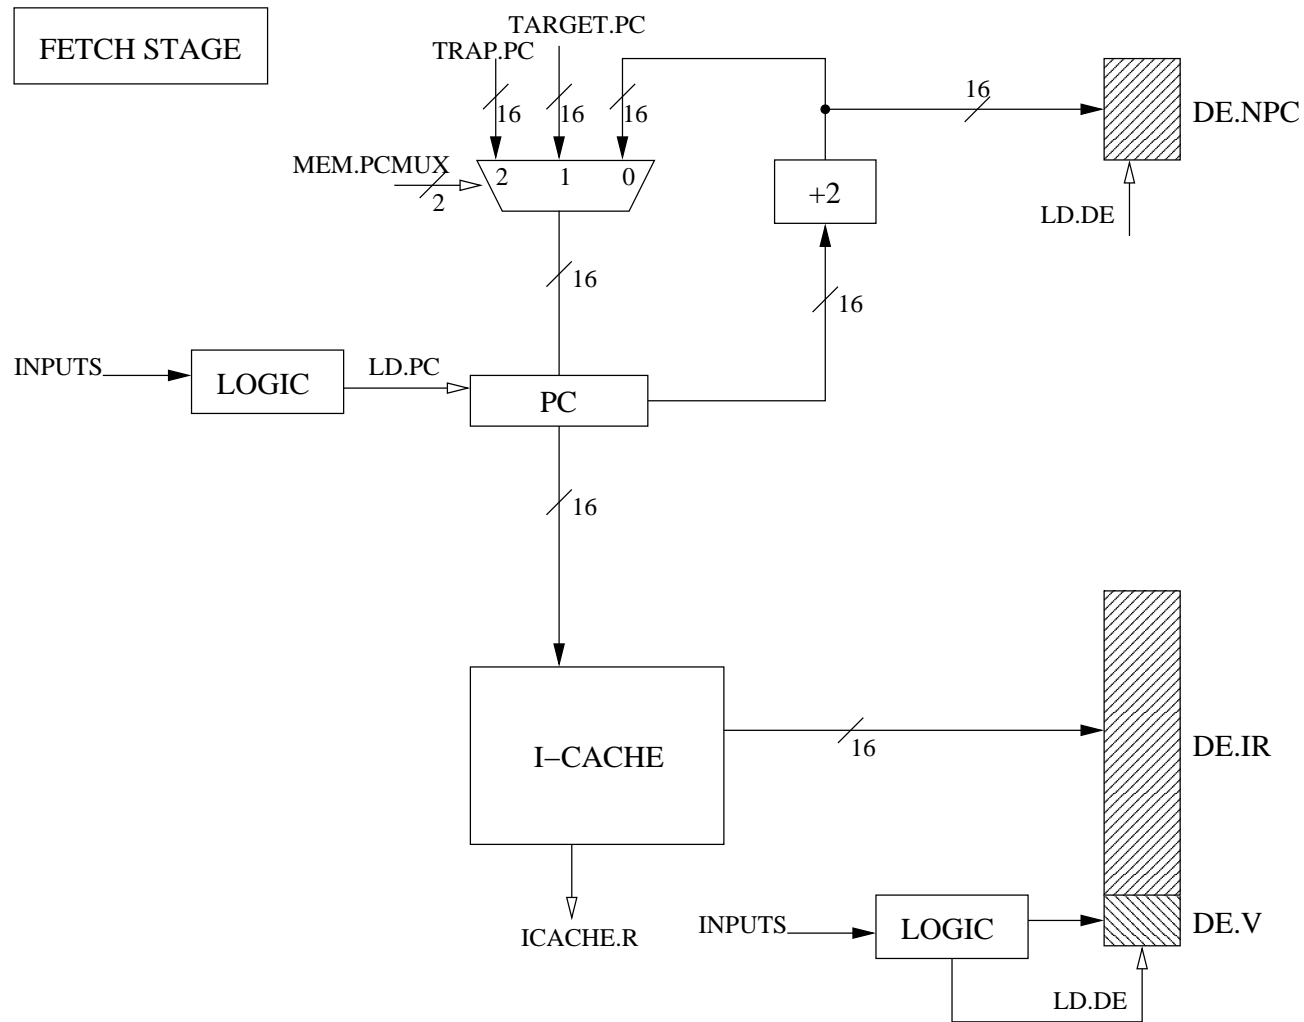 FETCH STAGE
TARGET.PC
TRAP.PC
16
16
16
16
DE.NPC
MEM.PCMUX
2
2
1
0
+2
LD.DE
16
16
INPUTS
LOGIC
LD.PC
PC
16
I−CACHE
16
DE.IR
ICACHE.R
INPUTS
LOGIC
DE.V
LD.DE